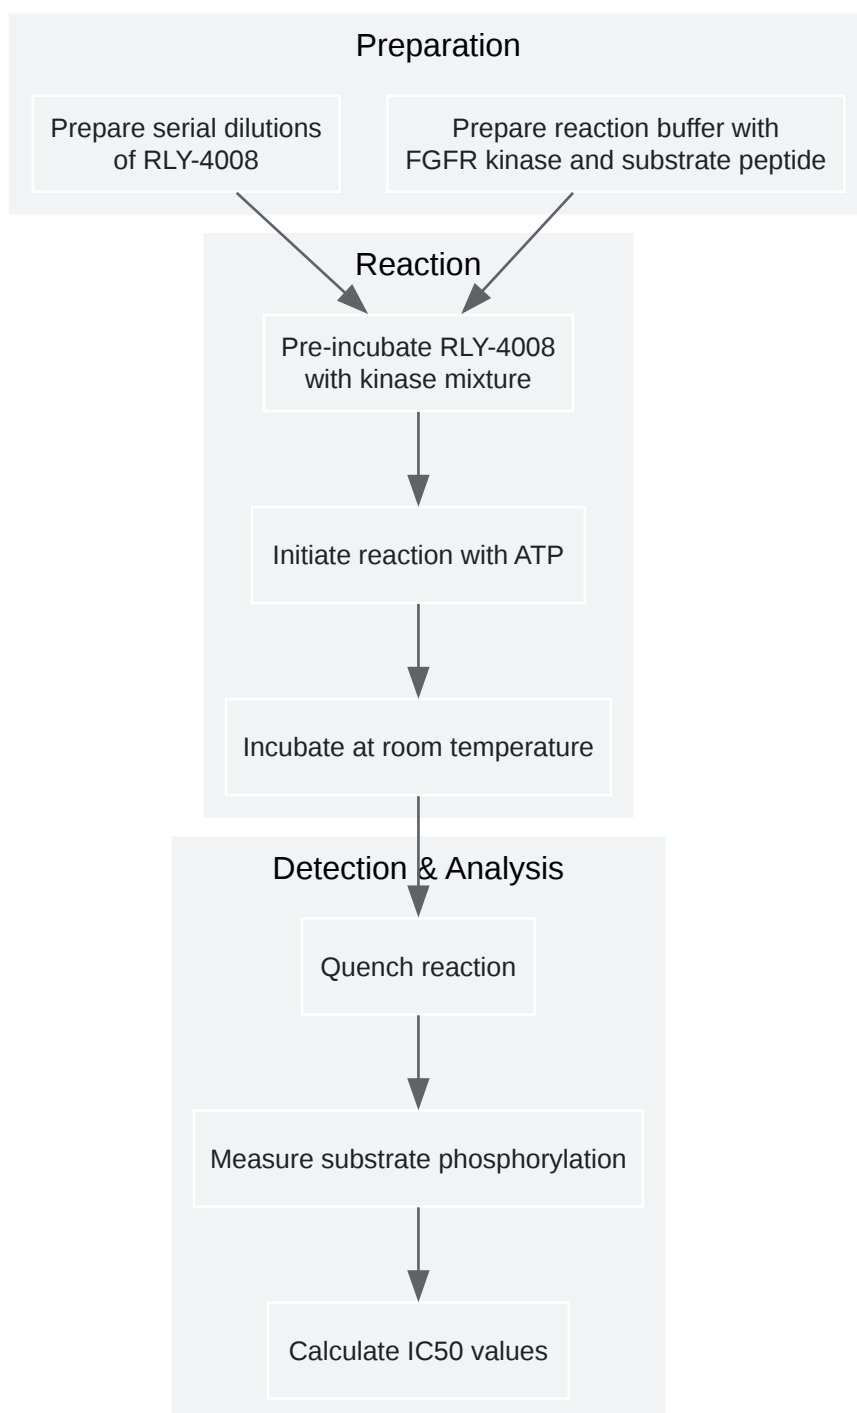 Preparation
Prepare serial dilutions
of RLY-4008
Prepare reaction buffer with
FGFR kinase and substrate peptide
Reaction
Pre-incubate RLY-4008
with kinase mixture
Initiate reaction with ATP
Incubate at room temperature
Detection & Analysis
Quench reaction
Measure substrate phosphorylation
Calculate IC50 values